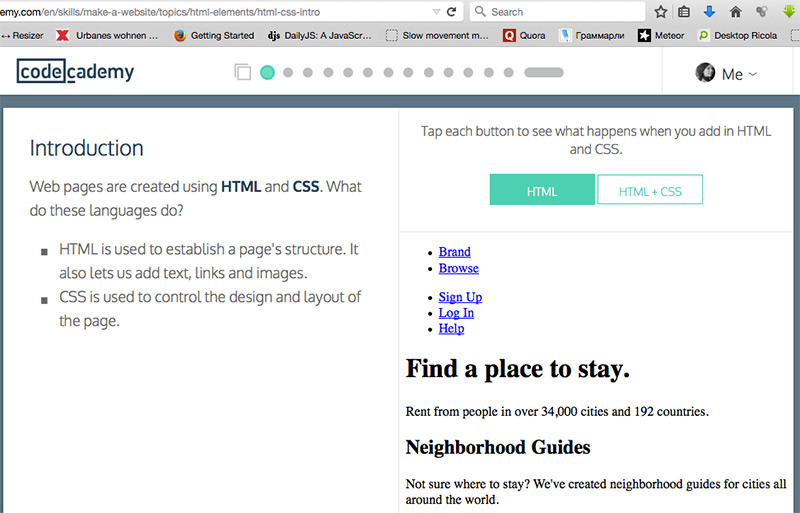 emy.com/en/skills/make-a-website/topics/html-elements/html-css-intro
Search
Resizer
Urbanes wohnen ...
Getting Started
djs DailyJS: A JavaScr...
Slow movement m...
Q Quora
Граммарли
Meteor
Desktop Ricola
codecademy
Me
Introduction
Web pages are created using HTML and CSS. What
do these languages do?
HTML is used to establish a page's structure. It
also lets us add text, links and images.
CSS is used to control the design and layout of
the page.
Tap each button to see what happens when you add in HTML
and CSS.
HTML
HTML + CSS
Brand
Browse
Sign Up
Log In
Help
Find a place to stay.
Rent from people in over 34,000 cities and 192 countries.
Neighborhood Guides
Not sure where to stay? We've created neighborhood guides for cities all
around the world.